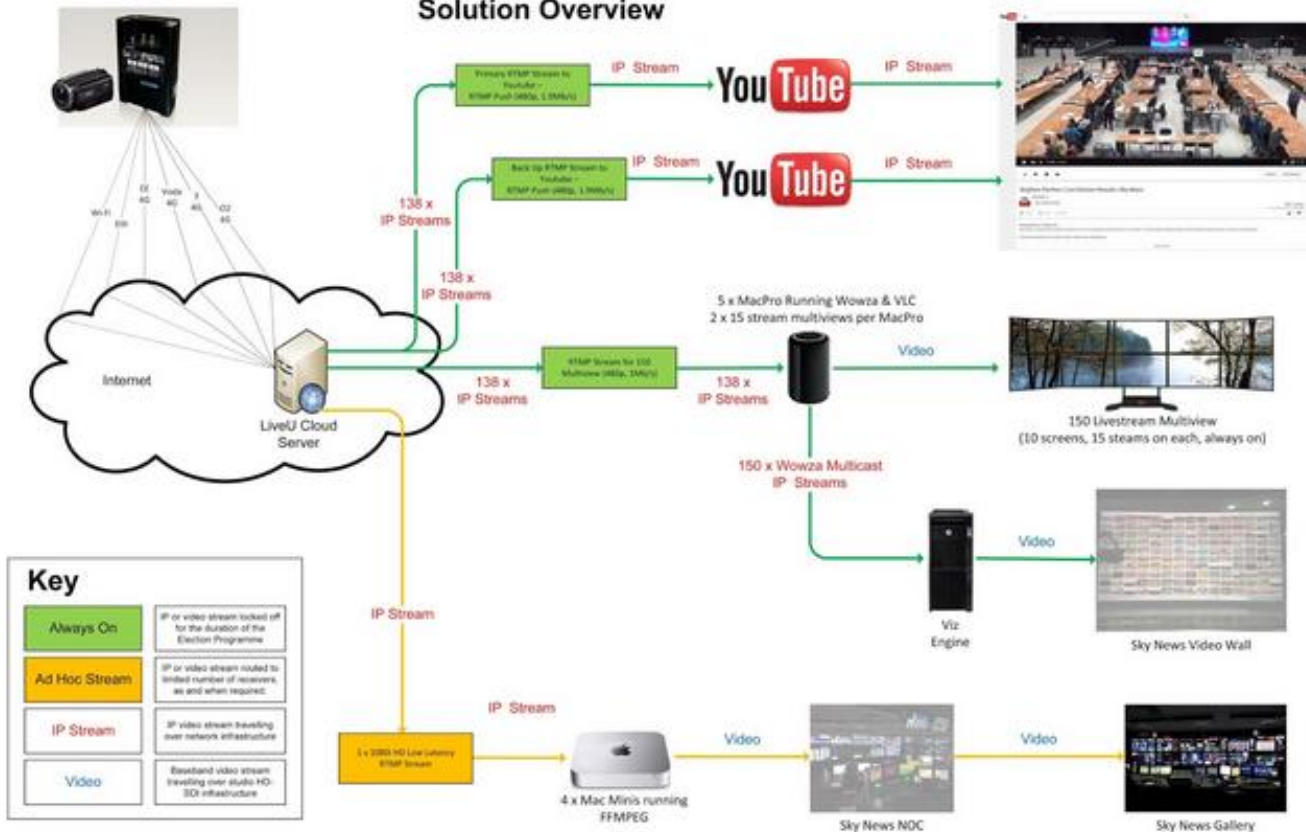 Solution Overview
Primary RTMP Stream to
Youtube –
RTMP Push (480p, 1.5Mb/s)
IP Stream
You Tube
IP Stream
Back Up RTMP Stream to
Youtube –
RTMP Push (480p, 1.5Mb/s)
IP Stream
You Tube
IP Stream
Wi-Fi
EE
4G
Voda
4G
3
4G
O2
4G
138 x
IP Streams
138 x
IP Streams
Internet
LiveU Cloud
Server
138 x
IP Streams
RTMP Stream for 150
Multiview (480p, 1Mb/s)
138 x
IP Streams
5 x MacPro Running Wowza & VLC
2 x 15 stream multiviews per MacPro
Video
150 Livestream Multiview
(10 screens, 15 steams on each, always on)
150 x Wowza Multicast
IP Streams
Viz
Engine
Video
Sky News Video Wall
Key
Always On
IP or video stream locked off
for the duration of the
Election Programme
Ad Hoc Stream
IP or video stream routed to
limited number of receivers,
as and when required.
IP Stream
IP video stream travelling
over network infrastructure
Video
Baseband video stream
travelling over studio HD-
SDI infrastructure
IP Stream
1 x 1080i HD Low Latency
RTMP Stream
IP Stream
4 x Mac Minis running
FFMPEG
Video
Sky News NOC
Video
Sky News Gallery